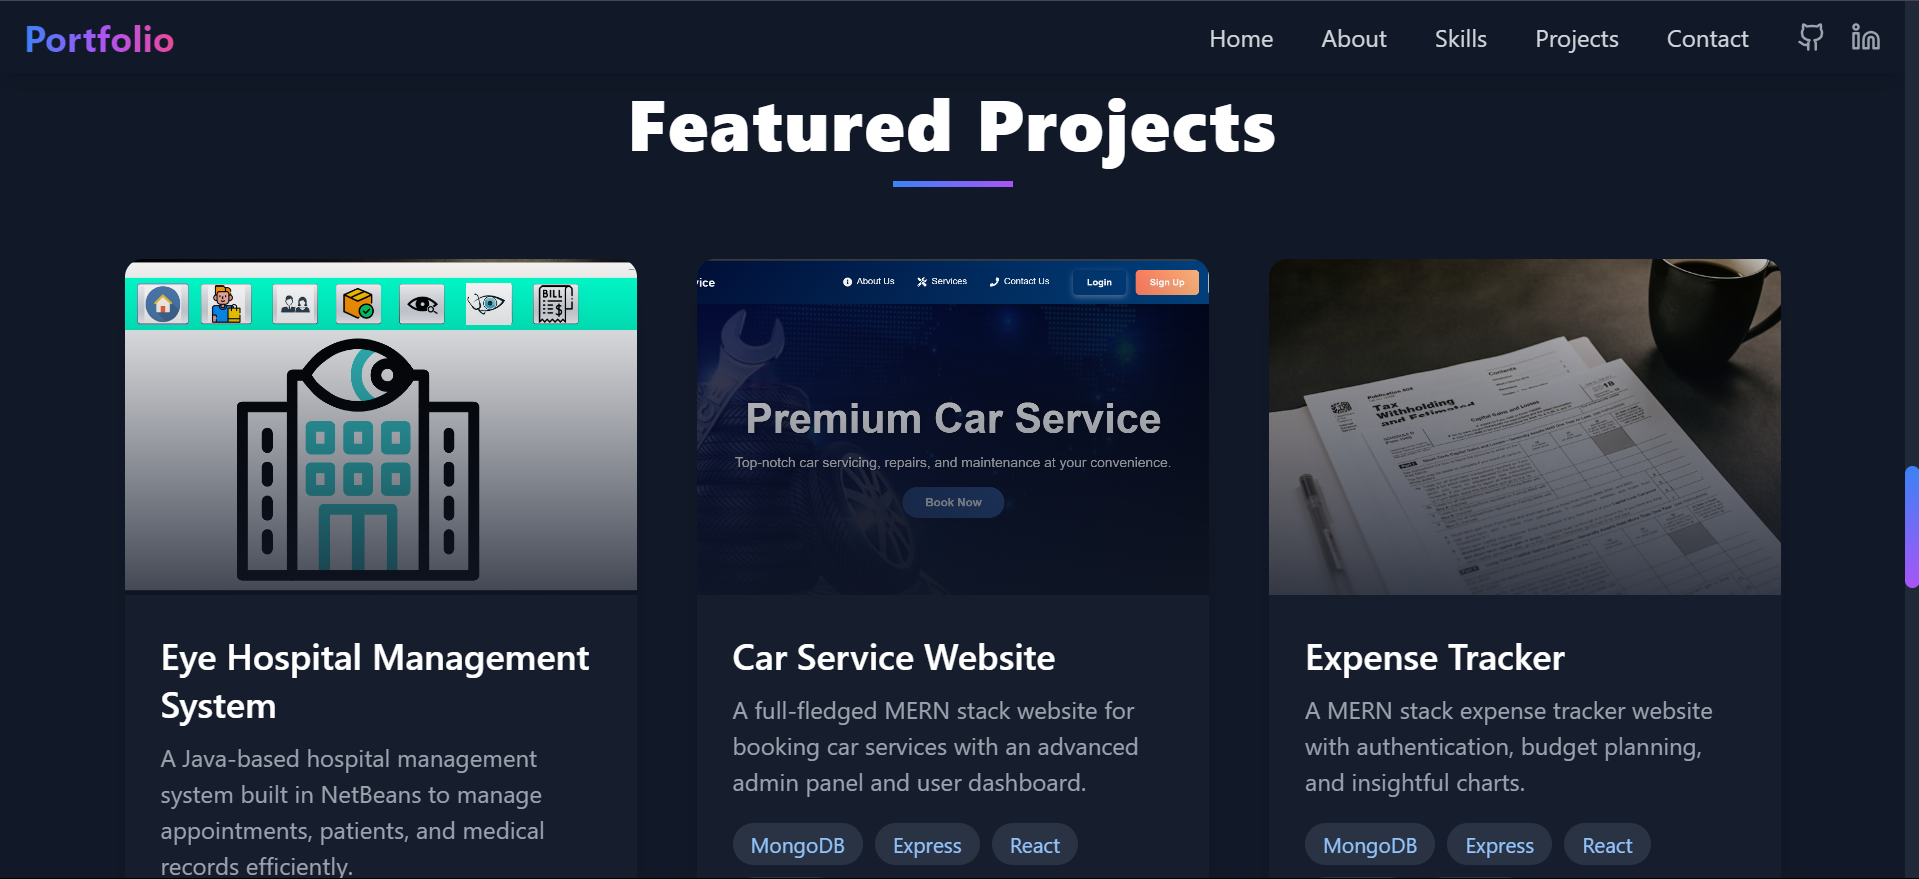 Portfolio
Home About Skills Projects Contact
Featured Projects
BILL
vice About Us Services Contact Us Login Sign Up
Premium Car Service
Top-notch car servicing, repairs, and maintenance at your convenience.
Book Now
Contents
Tax
Withholding
and Estimated
Eye Hospital Management
System
A Java-based hospital management
system built in NetBeans to manage
appointments, patients, and medical
records efficiently.
Car Service Website
A full-fledged MERN stack website for
booking car services with an advanced
admin panel and user dashboard.
MongoDB Express React
Expense Tracker
A MERN stack expense tracker website
with authentication, budget planning,
and insightful charts.
MongoDB Express React